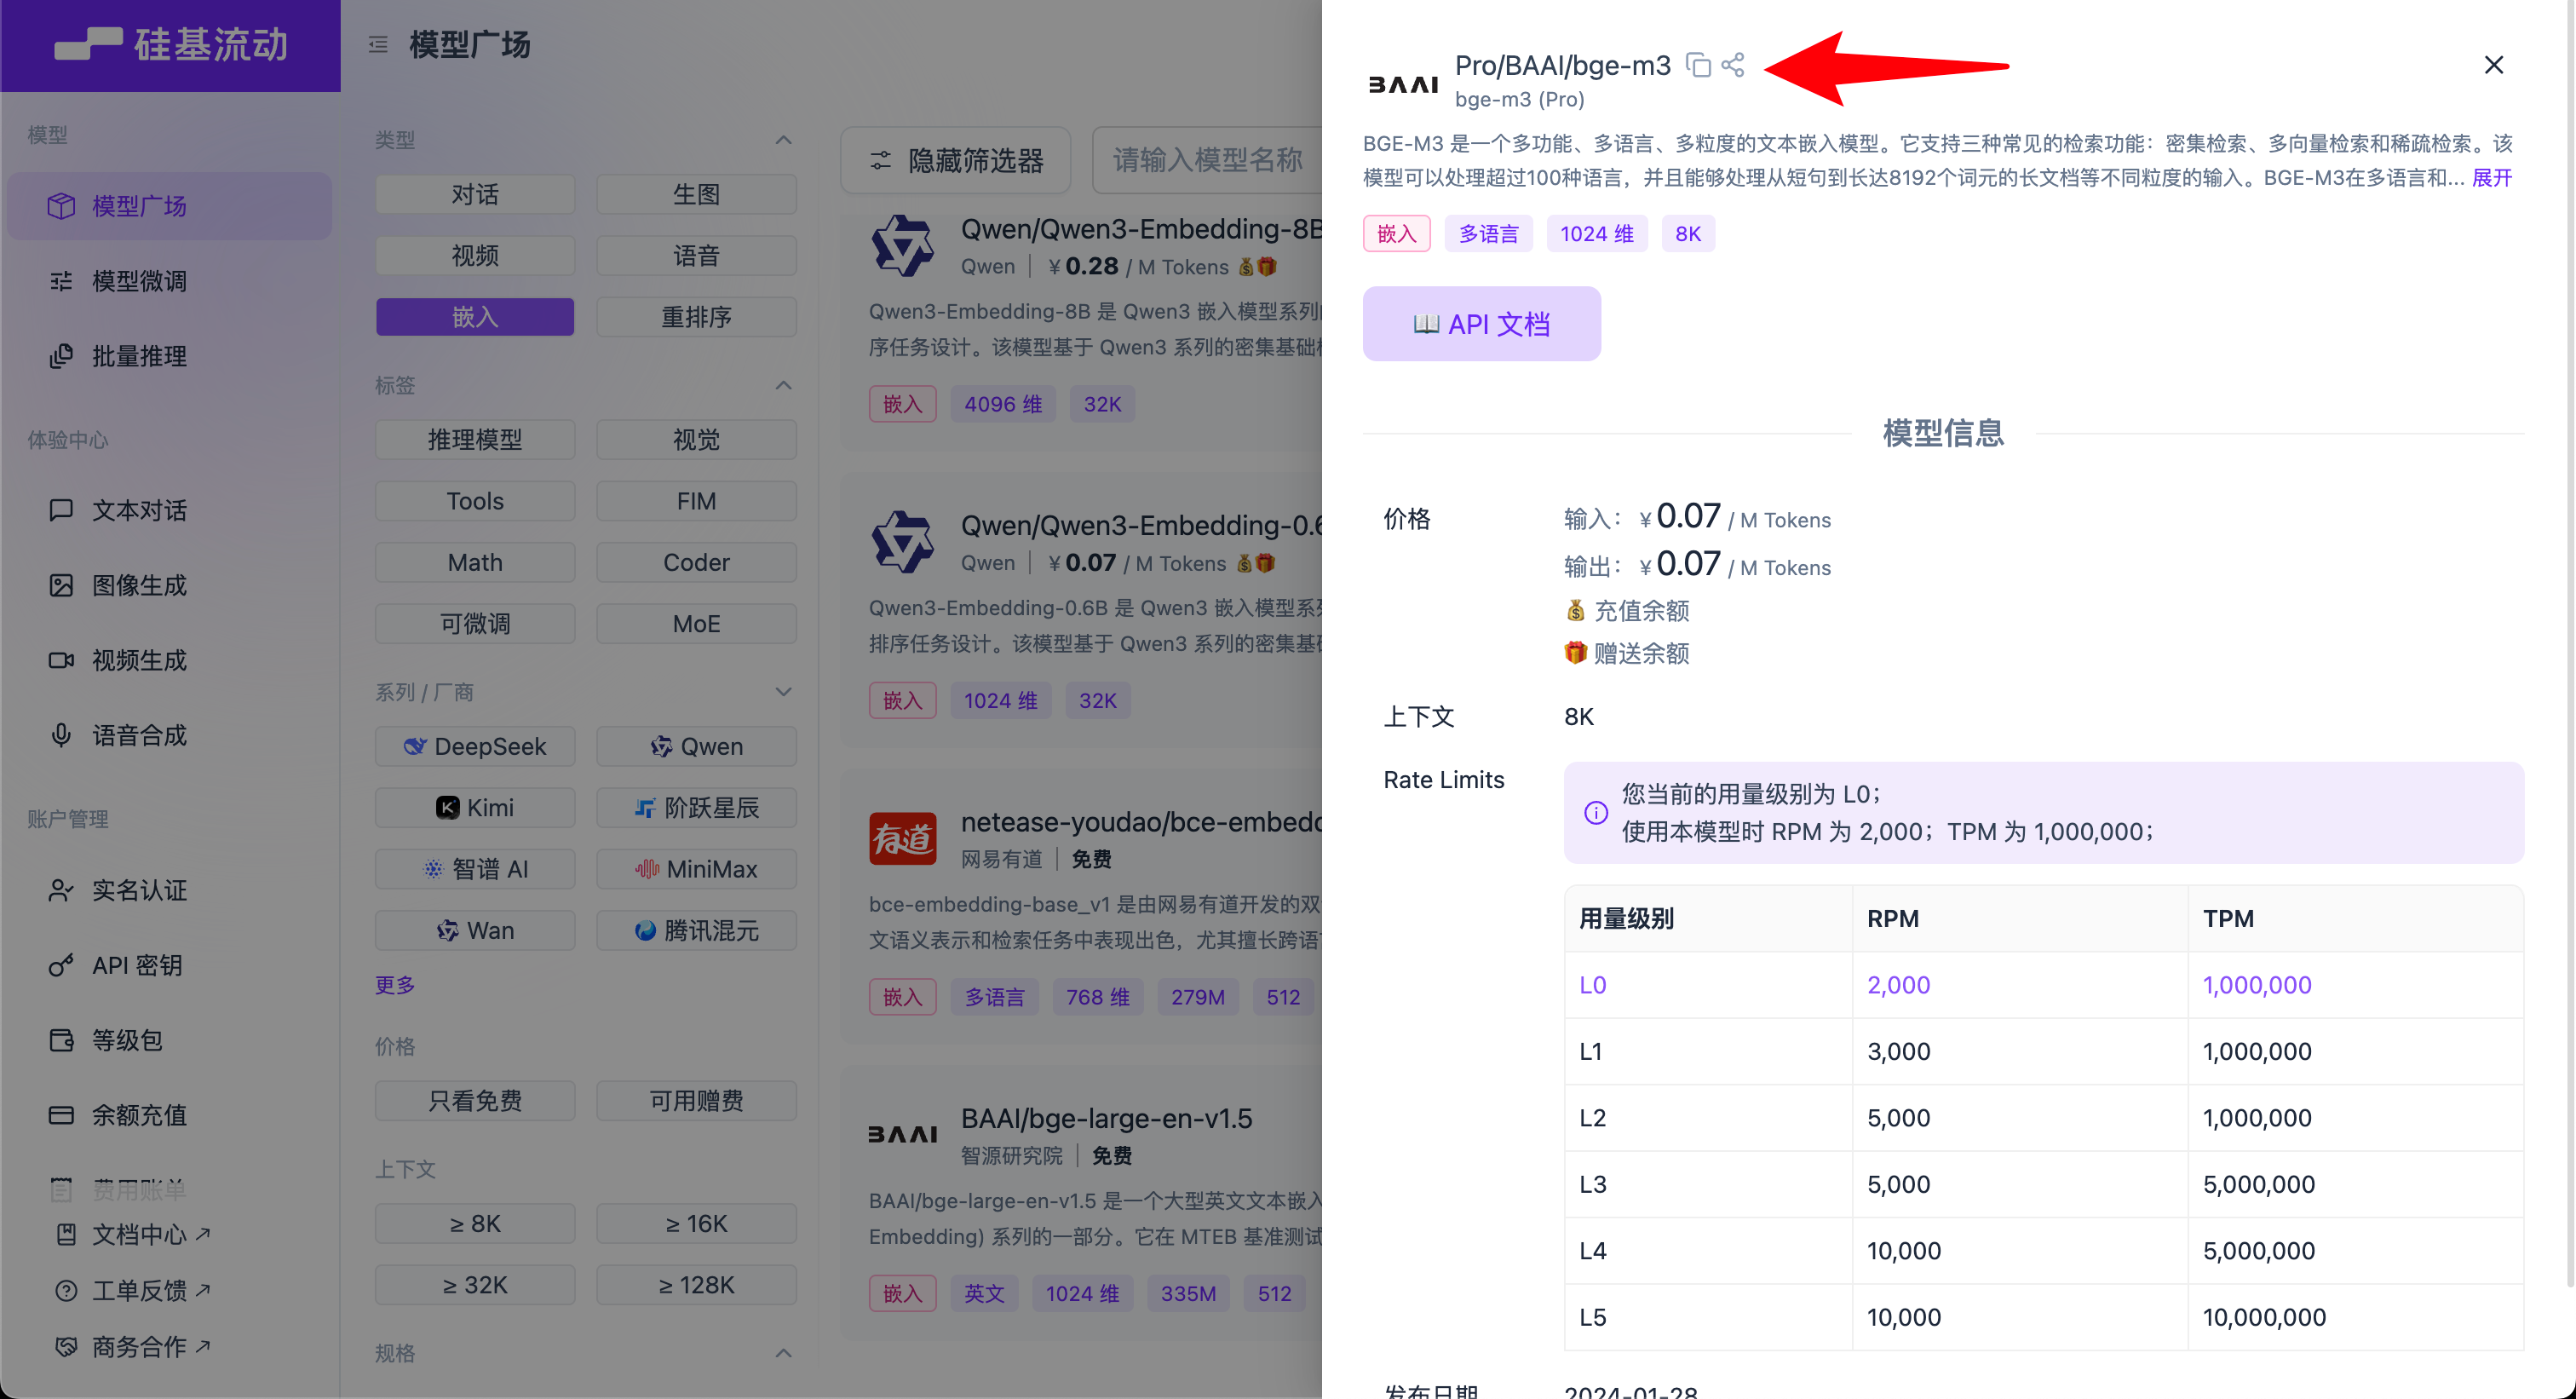 硅基流动
模型
模型广场
模型微调
批量推理
体验中心
文本对话
图像生成
视频生成
语音合成
账户管理
实名认证
API 密钥
等级包
余额充值
费用账单
文档中心
工单反馈
商务合作
模型广场
类型
对话
生图
视频
语音
嵌入
重排序
标签
推理模型
视觉
Tools
FIM
Math
Coder
可微调
MoE
系列 / 厂商
DeepSeek
Qwen
Kimi
阶跃星辰
智谱 AI
MiniMax
Wan
腾讯混元
更多
价格
只看免费
可用赠费
上下文
≥ 8K
≥ 16K
≥ 32K
≥ 128K
规格
隐藏筛选器
请输入模型名称
Qwen/Qwen3-Embedding-8B
Qwen | ¥ 0.28 / M Tokens
Qwen3-Embedding-8B 是 Qwen3 嵌入模型系列
序任务设计。该模型基于 Qwen3 系列的密集基础
嵌入 4096 维 32K
Qwen/Qwen3-Embedding-0.6
Qwen | ¥ 0.07 / M Tokens
Qwen3-Embedding-0.6B 是 Qwen3 嵌入模型系
排序任务设计。该模型基于 Qwen3 系列的密集基
嵌入 1024 维 32K
有道
netease-youdao/bce-embedd
网易有道 | 免费
bce-embedding-base_v1 是由网易有道开发的双
文语义表示和检索任务中表现出色，尤其擅长跨语
嵌入 多语言 768 维 279M 512
BAAI
BAAI/bge-large-en-v1.5
智源研究院 | 免费
BAAI/bge-large-en-v1.5 是一个大型英文文本嵌入
Embedding) 系列的一部分。它在 MTEB 基准测试
嵌入 英文 1024 维 335M 512
BAAI
Pro/BAAI/bge-m3
bge-m3 (Pro)
BGE-M3 是一个多功能、多语言、多粒度的文本嵌入模型。它支持三种常见的检索功能：密集检索、多向量检索和稀疏检索。该
模型可以处理超过100种语言，并且能够处理从短句到长达8192个词元的长文档等不同粒度的输入。BGE-M3在多语言和... 展开
嵌入 多语言 1024 维 8K
API 文档
模型信息
价格
输入： ¥ 0.07 / M Tokens
输出： ¥ 0.07 / M Tokens
充值余额
赠送余额
上下文 8K
Rate Limits
您当前的用量级别为 L0；
使用本模型时 RPM 为 2,000；TPM 为 1,000,000；
用量级别 RPM TPM
L0 2,000 1,000,000
L1 3,000 1,000,000
L2 5,000 1,000,000
L3 5,000 5,000,000
L4 10,000 5,000,000
L5 10,000 10,000,000
发布日期 2024-01-28